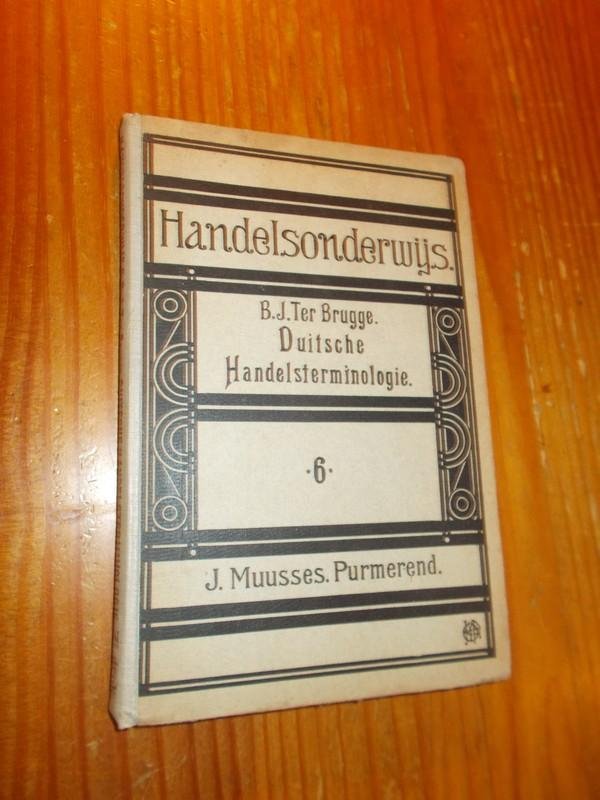 Handelsonderwijs.
B.J. Ter Brugge.
Duitsche
Handelsterminologie.
·6·
J. Muusses. Purmerend.